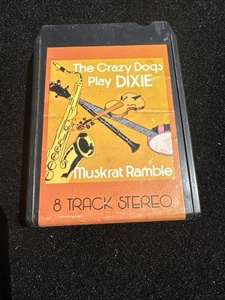 The Crazy Dogs
Play DIXIE
Muskrat Ramble
8 TRACK STEREO